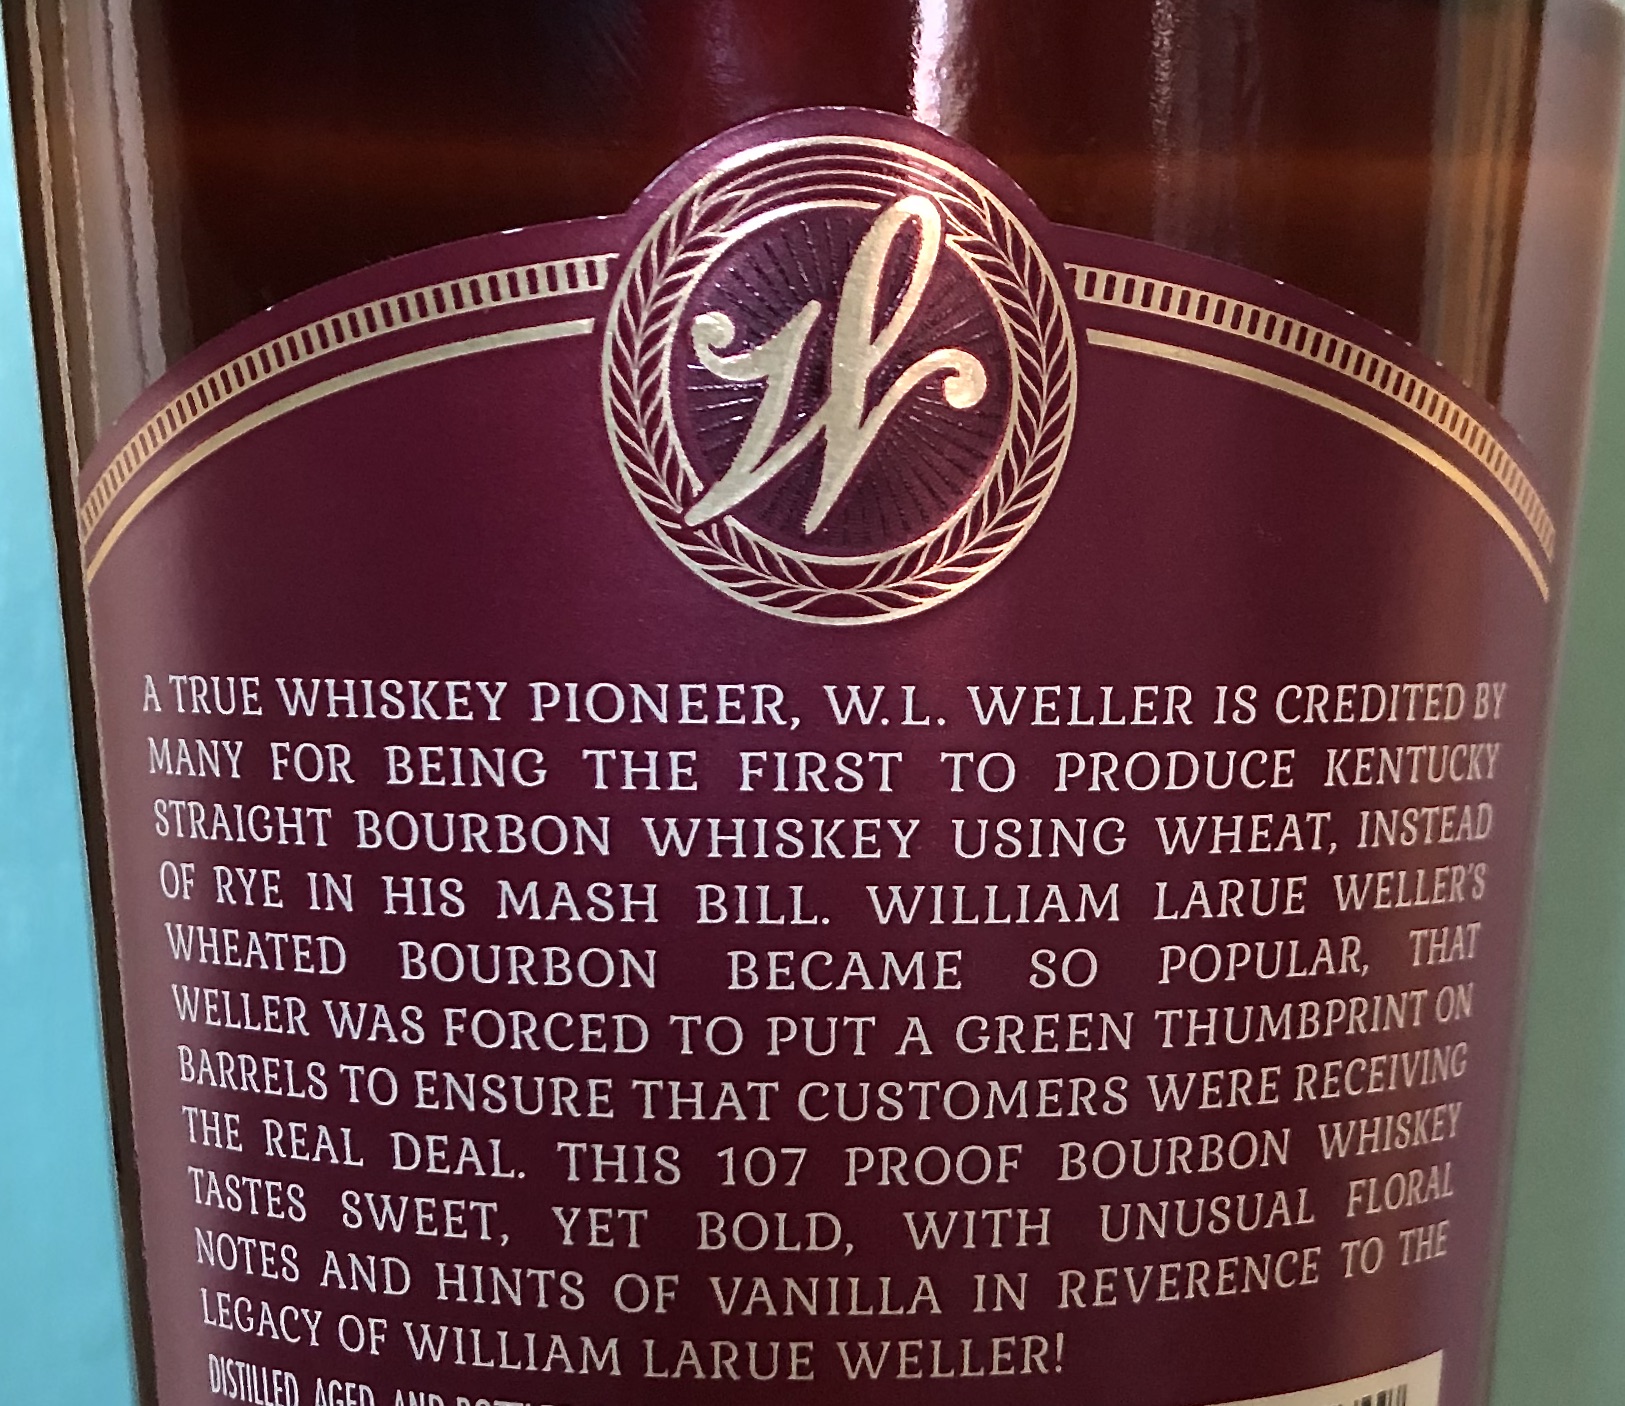 W
A TRUE WHISKEY PIONEER, W.L. WELLER IS CREDITED BY
MANY FOR BEING THE FIRST TO PRODUCE KENTUCKY
STRAIGHT BOURBON WHISKEY USING WHEAT, INSTEAD
OF RYE IN HIS MASH BILL. WILLIAM LARUE WELLER'S
WHEATED BOURBON BECAME SO POPULAR, THAT
WELLER WAS FORCED TO PUT A GREEN THUMBPRINT ON
BARRELS TO ENSURE THAT CUSTOMERS WERE RECEIVING
THE REAL DEAL. THIS 107 PROOF BOURBON WHISKEY
TASTES SWEET, YET BOLD, WITH UNUSUAL FLORAL
NOTES AND HINTS OF VANILLA IN REVERENCE TO THE
LEGACY OF WILLIAM LARUE WELLER!
DISTILLED, AGED, AND